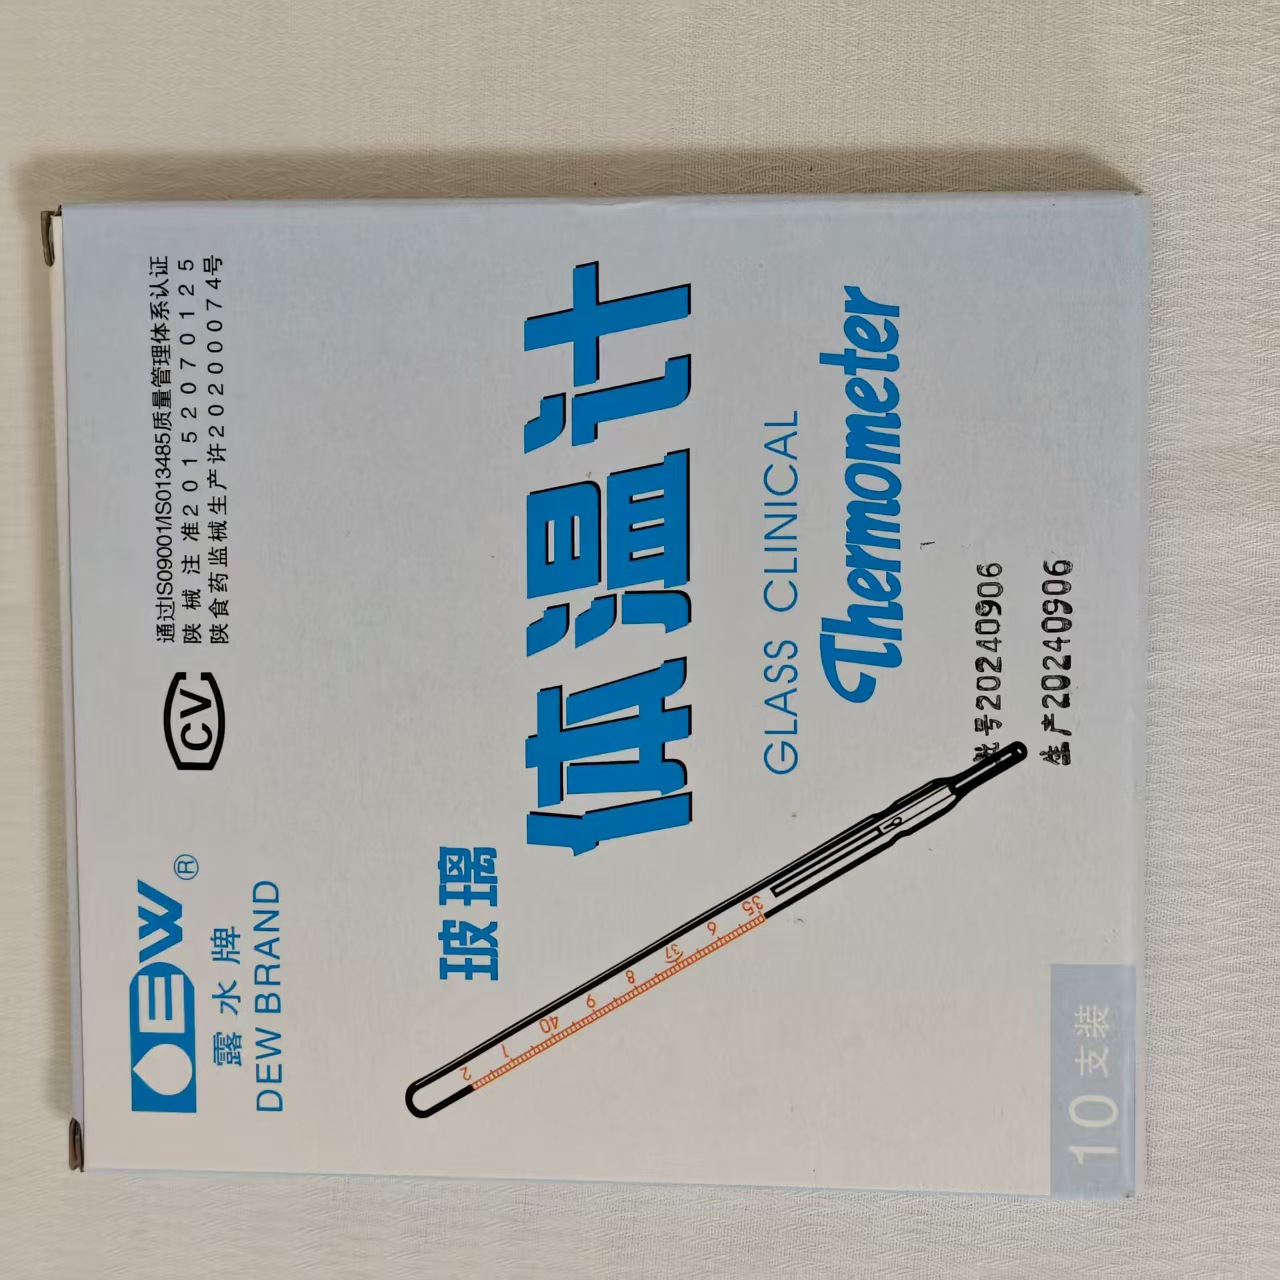 DEW®
露水牌
DEW BRAND
CV
通过ISO9001/ISO13485质量管理体系认证
陕械注准20152070125
陕食药监械生产许20200074号
玻璃
体温计
GLASS CLINICAL
Thermometer
2 1 40 9 8 37 6 35
批号20240906
生产20240906
10支装